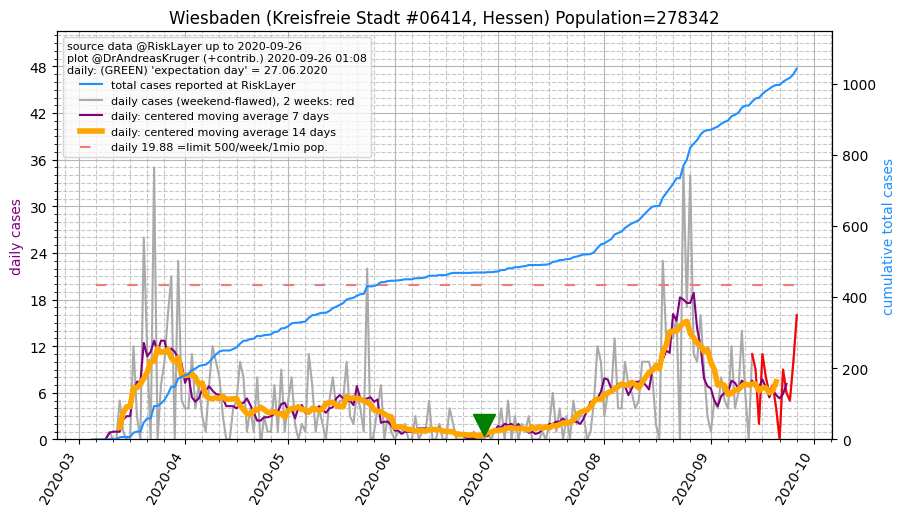 Wiesbaden (Kreisfreie Stadt #06414, Hessen) Population=278342
source data @RiskLayer up to 2020-09-26
plot @DrAndreasKruger (+contrib.) 2020-09-26 01:08
daily: (GREEN) 'expectation day' = 27.06.2020
total cases reported at RiskLayer
daily cases (weekend-flawed), 2 weeks: red
daily: centered moving average 7 days
daily: centered moving average 14 days
daily 19.88 =limit 500/week/1mio pop.
daily cases
48
42
36
30
24
18
12
6
0
cumulative total cases
1000
800
600
400
200
0
2020-03
2020-04
2020-05
2020-06
2020-07
2020-08
2020-09
2020-10